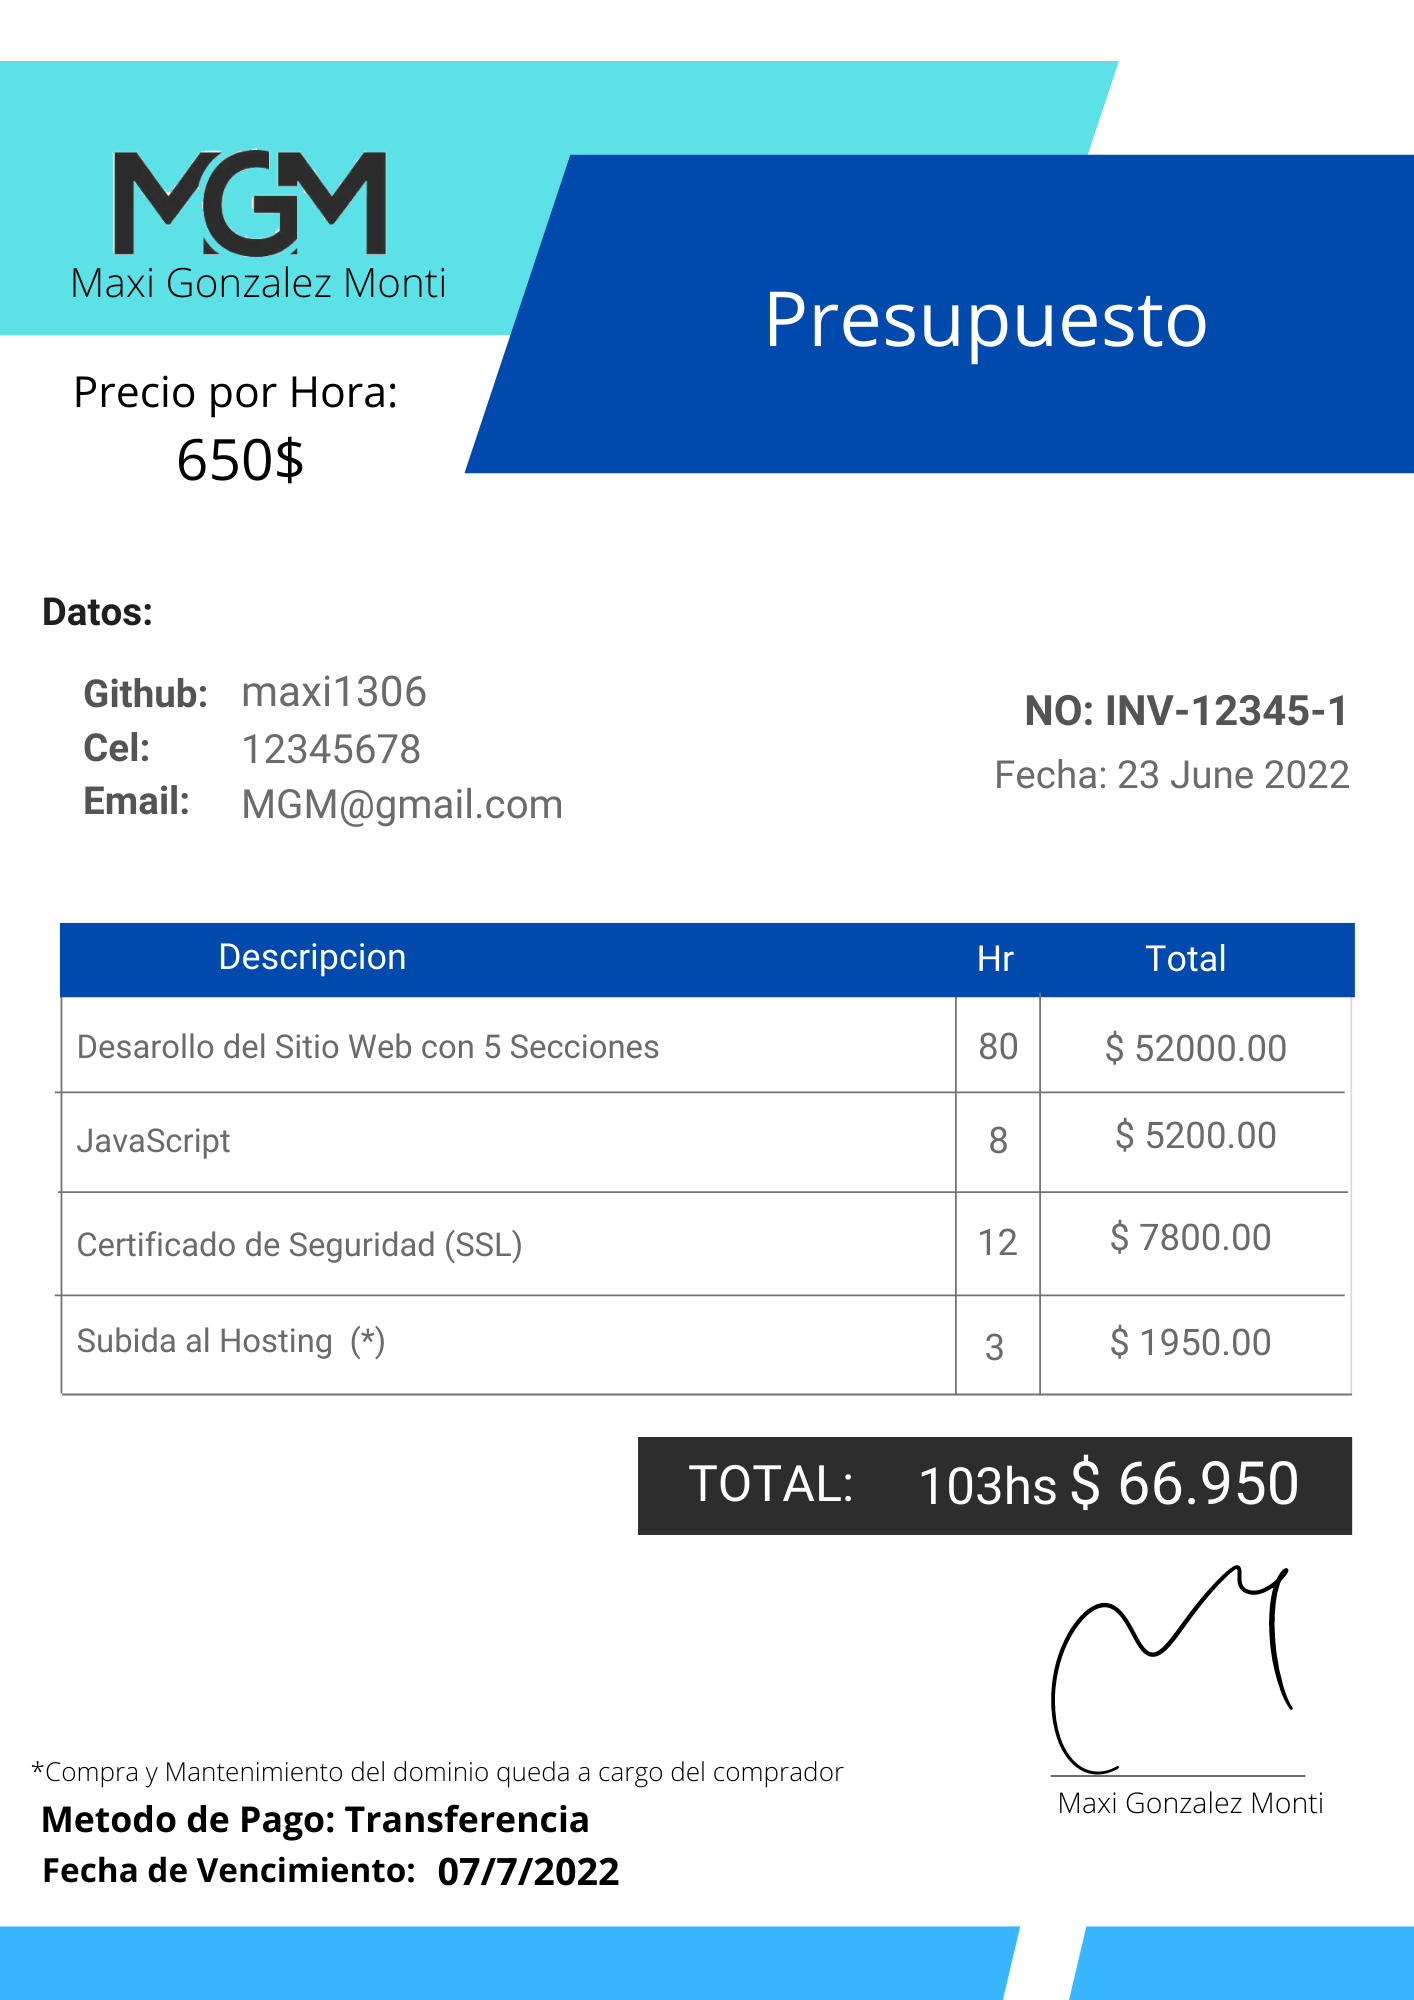 MGM
Maxi Gonzalez Monti
Presupuesto
Precio por Hora:
650$
Datos:
Github: maxi1306
Cel: 12345678
Email: MGM@gmail.com
NO: INV-12345-1
Fecha: 23 June 2022
Descripcion Hr Total
Desarollo del Sitio Web con 5 Secciones 80 $ 52000.00
JavaScript 8 $ 5200.00
Certificado de Seguridad (SSL) 12 $ 7800.00
Subida al Hosting (*) 3 $ 1950.00
TOTAL: 103hs $ 66.950
*Compra y Mantenimiento del dominio queda a cargo del comprador
Maxi Gonzalez Monti
Metodo de Pago: Transferencia
Fecha de Vencimiento: 07/7/2022